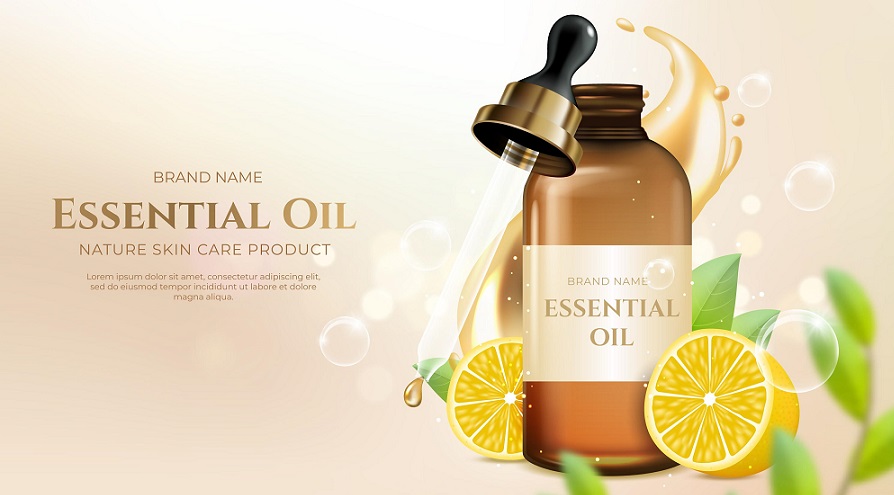 BRAND NAME
ESSENTIAL OIL
NATURE SKIN CARE PRODUCT
Lorem ipsum dolor sit amet, consectetur adipiscing elit,
sed do eiusmod tempor incididunt ut labore et dolore
magna aliqua.
BRAND NAME
ESSENTIAL
OIL